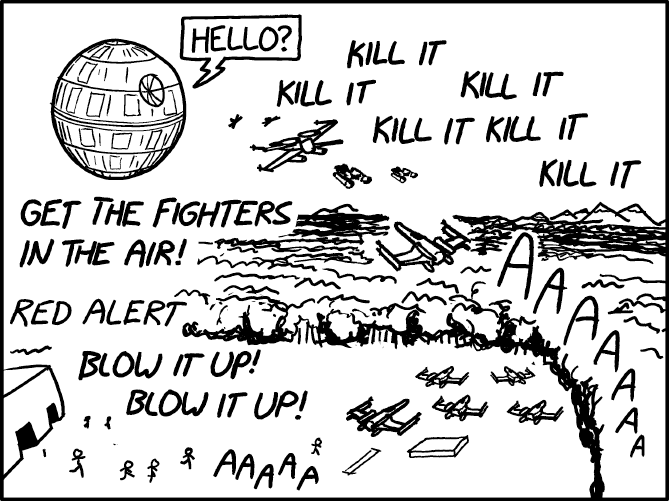 HELLO?
KILL IT
KILL IT
KILL IT
KILL IT KILL IT
KILL IT
GET THE FIGHTERS
IN THE AIR!
RED ALERT
BLOW IT UP!
BLOW IT UP!
AAAAAAA
AAAAA